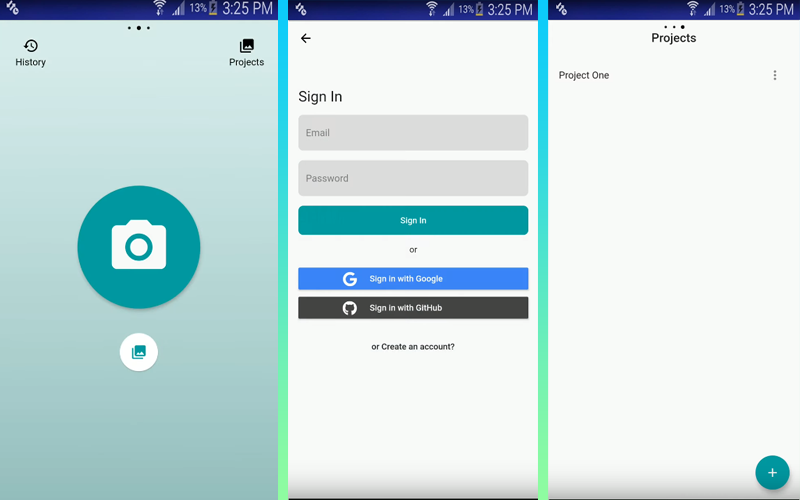 13% 3:25 PM
History
Projects
13% 3:25 PM
Sign In
Email
Password
Sign In
or
Sign in with Google
Sign in with GitHub
or Create an account?
13% 3:25 PM
Projects
Project One